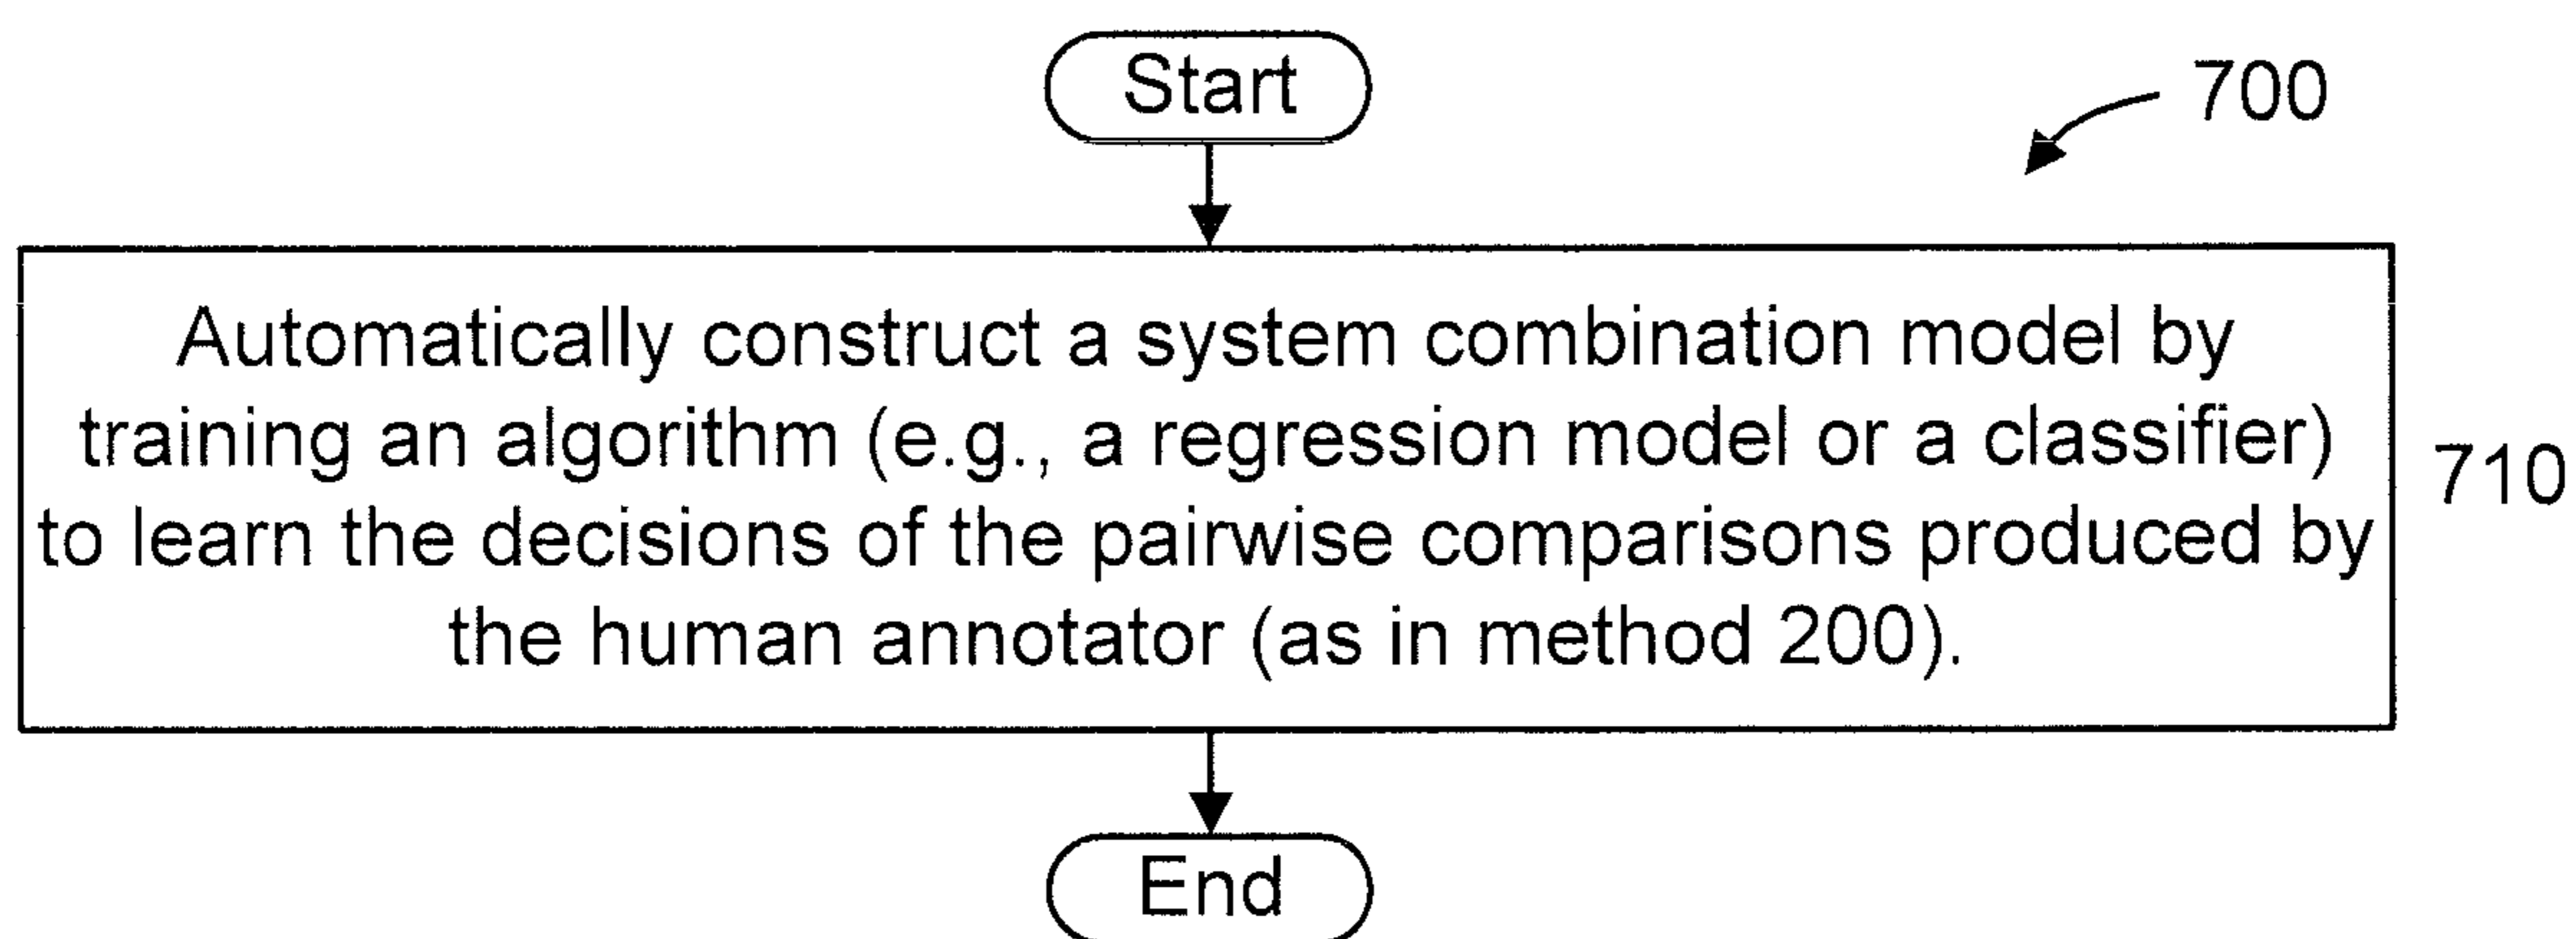 Start
700
Automatically construct a system combination model by
training an algorithm (e.g., a regression model or a classifier)
to learn the decisions of the pairwise comparisons produced by
the human annotator (as in method 200).
710
End